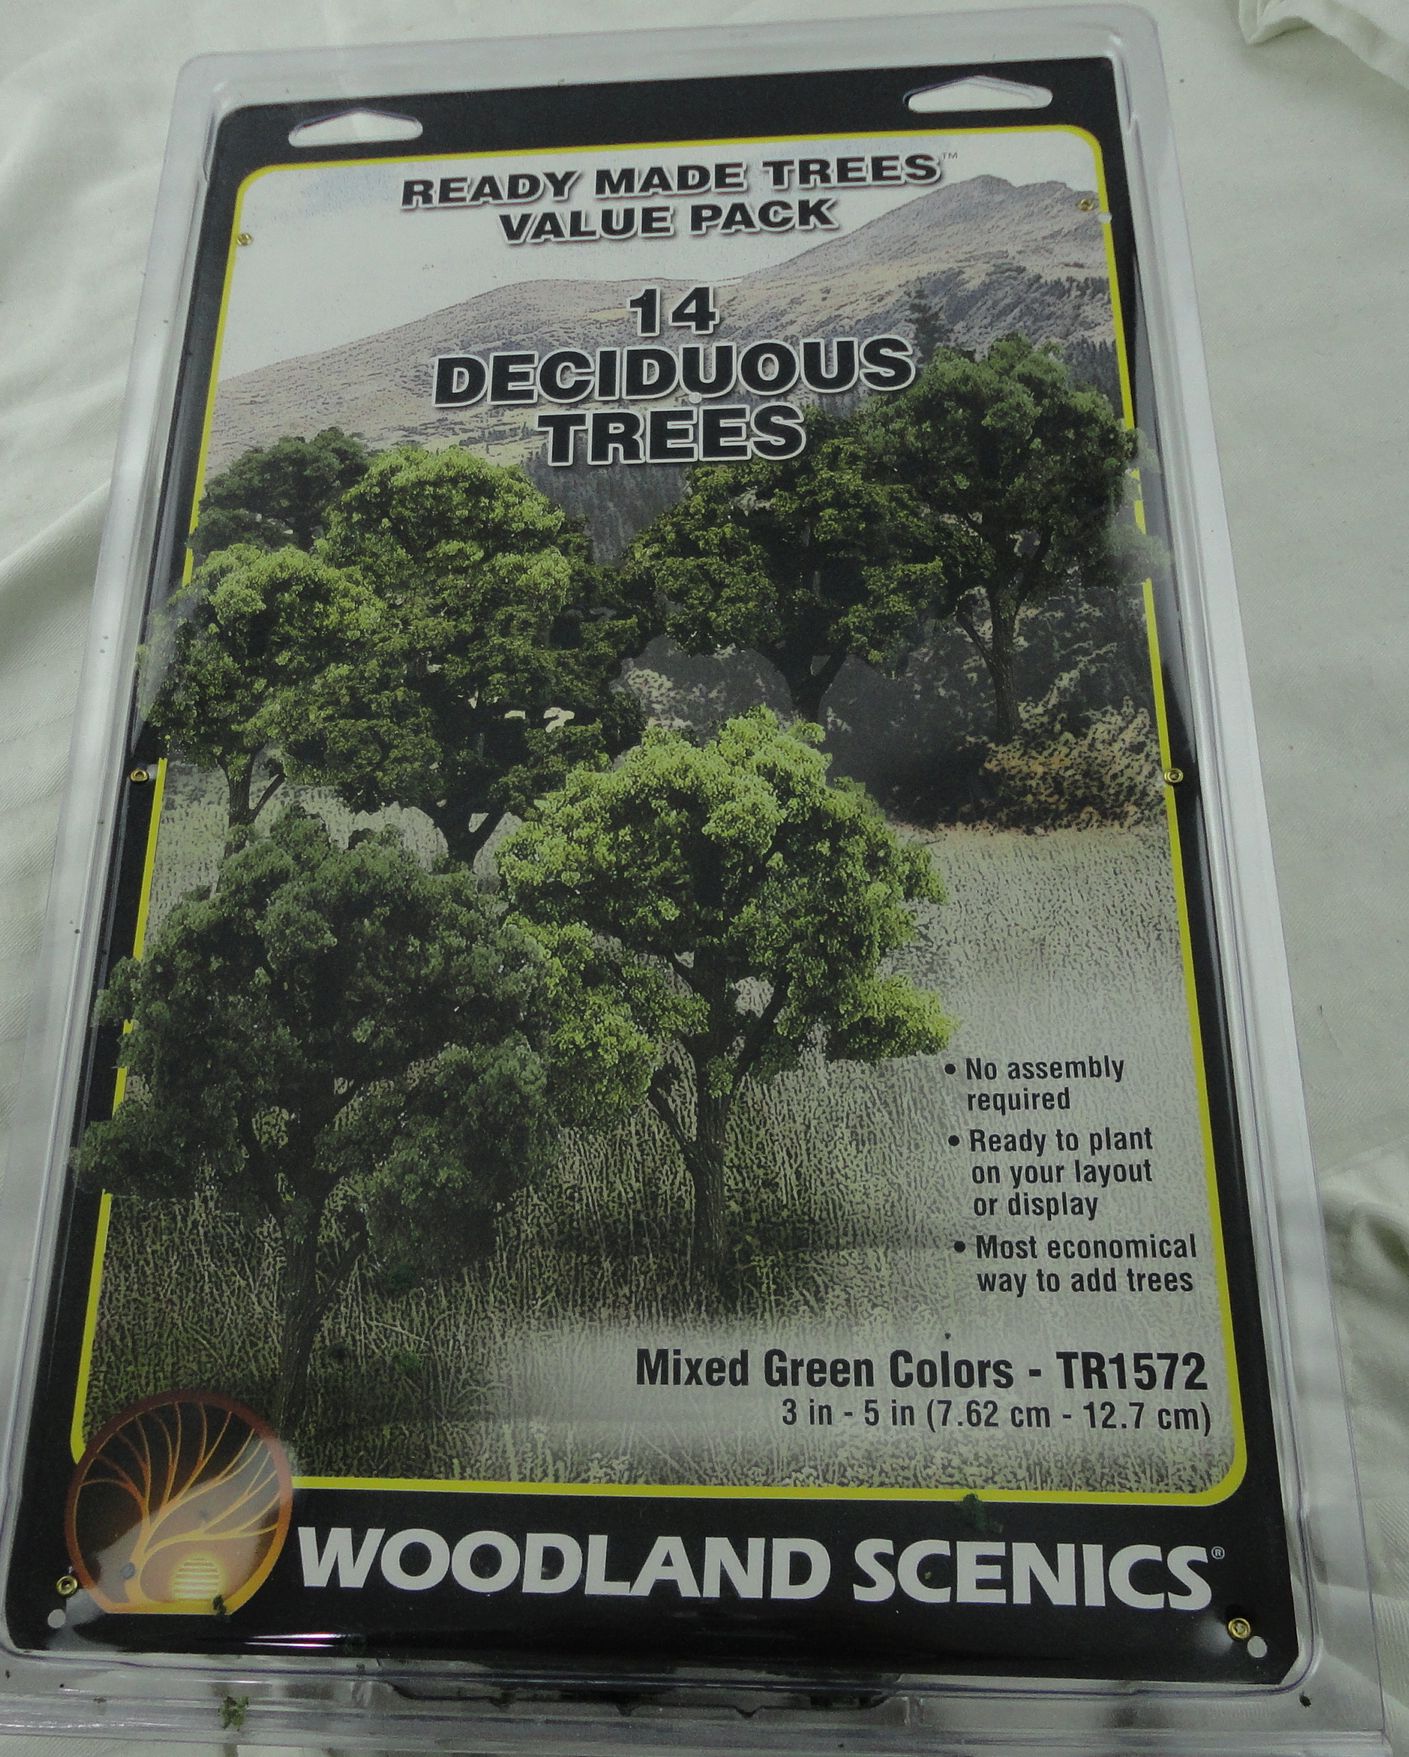 READY MADE TREES™
VALUE PACK
14
DECIDUOUS
TREES
• No assembly
required
• Ready to plant
on your layout
or display
• Most economical
way to add trees
Mixed Green Colors - TR1572
3 in - 5 in (7.62 cm - 12.7 cm)
WOODLAND SCENICS®